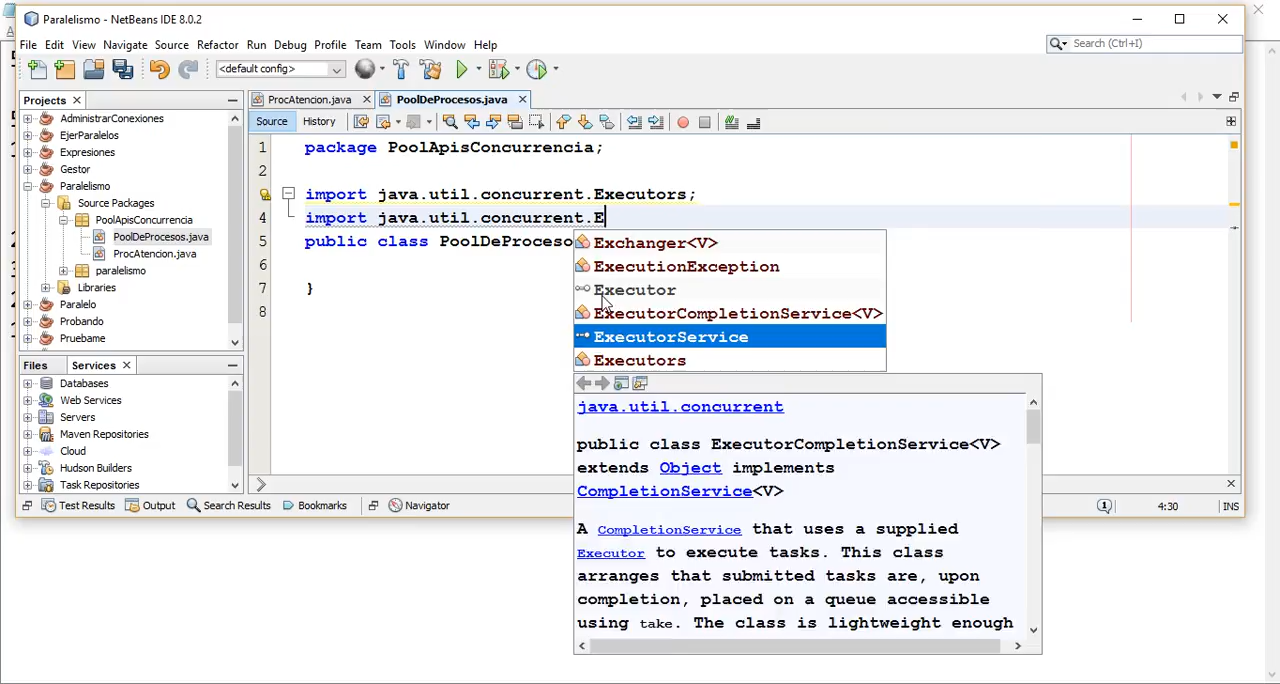 Paralelismo - NetBeans IDE 8.0.2
File Edit View Navigate Source Refactor Run Debug Profile Team Tools Window Help
Search (Ctrl+I)
<default config>
Projects
AdministrarConexiones
EjerParalelos
Expresiones
Gestor
Paralelismo
Source Packages
PoolApisConcurrencia
PoolDeProcesos.java
ProcAtencion.java
paralelismo
Libraries
Paralelo
Probando
Pruebame
Files Services
Databases
Web Services
Servers
Maven Repositories
Cloud
Hudson Builders
Task Repositories
ProcAtencion.java PoolDeProcesos.java
Source History
1 package PoolApisConcurrencia;
2
3 import java.util.concurrent.Executors;
4 import java.util.concurrent.E
5 public class PoolDeProceso
6
7 }
8
Exchanger<V>
ExecutionException
Executor
ExecutorCompletionService<V>
ExecutorService
Executors
java.util.concurrent
public class ExecutorCompletionService<V>
extends Object implements
CompletionService<V>
A CompletionService that uses a supplied
Executor to execute tasks. This class
arranges that submitted tasks are, upon
completion, placed on a queue accessible
using take. The class is lightweight enough
Test Results Output Search Results Bookmarks Navigator
1 4:30 INS